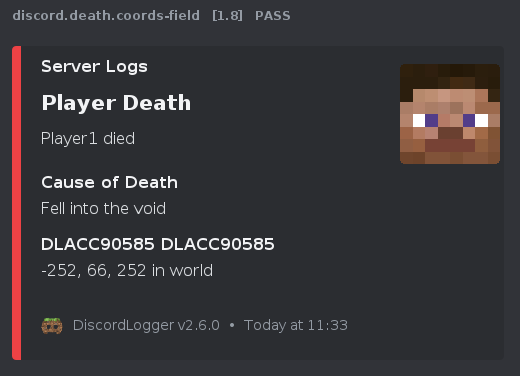 discord.death.coords-field [1.8] PASS
Server Logs
Player Death
Player1 died
Cause of Death
Fell into the void
DLACC90585 DLACC90585
-252, 66, 252 in world
DiscordLogger v2.6.0 • Today at 11:33